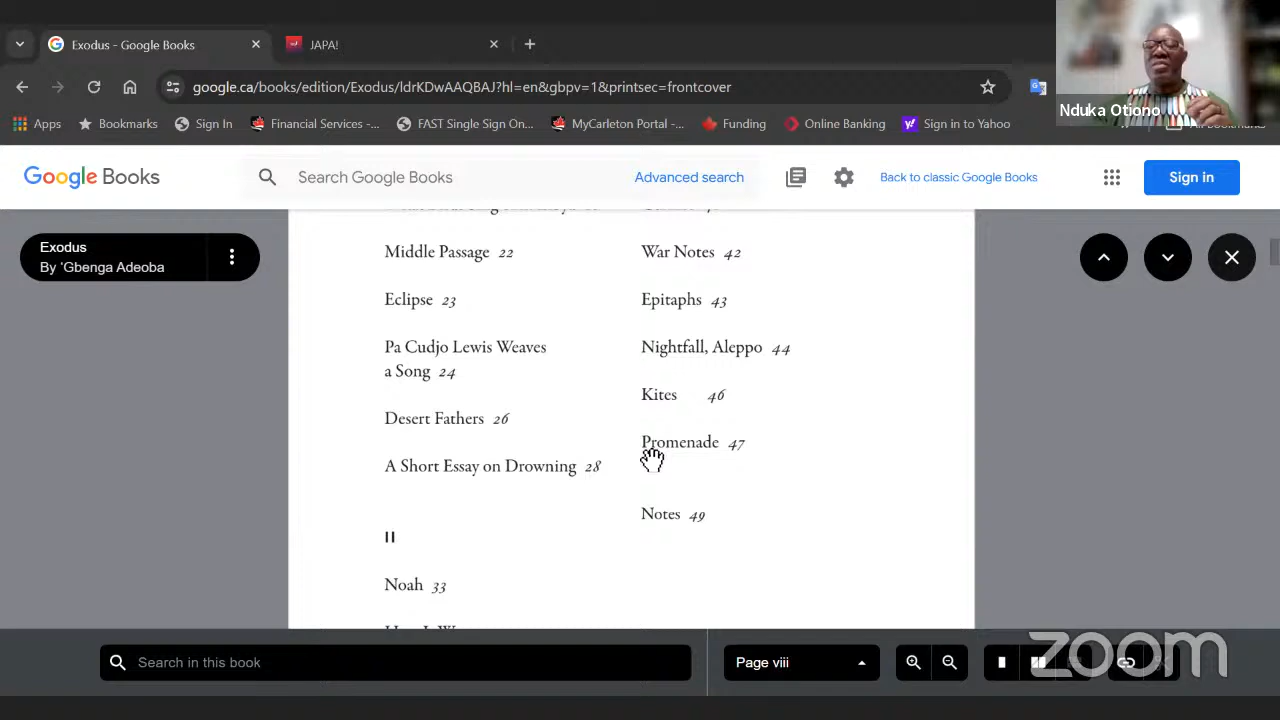 Exodus - Google Books
JAPA!
google.ca/books/edition/Exodus/ldrKDwAAQBAJ?hl=en&gbpv=1&printsec=frontcover
Nduka Otiono
Apps Bookmarks Sign In Financial Services -... FAST Single Sign On... MyCarleton Portal -... Funding Online Banking Sign in to Yahoo
Google Books
Search Google Books
Advanced search
Back to classic Google Books
Sign in
Exodus
By 'Gbenga Adeoba
Middle Passage 22
Eclipse 23
Pa Cudjo Lewis Weaves
a Song 24
Desert Fathers 26
A Short Essay on Drowning 28
II
Noah 33
War Notes 42
Epitaphs 43
Nightfall, Aleppo 44
Kites 46
Promenade 47
Notes 49
Search in this book
Page viii
zoom